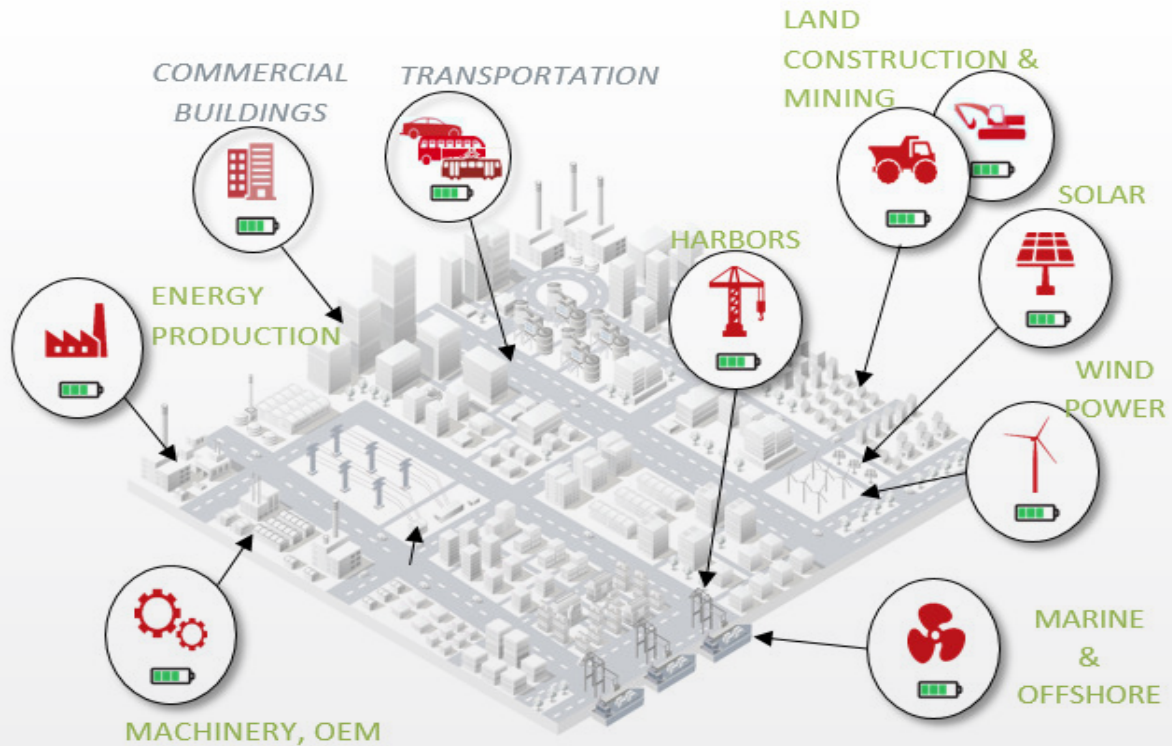 LAND
CONSTRUCTION &
MINING
COMMERCIAL
BUILDINGS
TRANSPORTATION
SOLAR
HARBORS
ENERGY
PRODUCTION
WIND
POWER
MARINE
&
OFFSHORE
MACHINERY, OEM